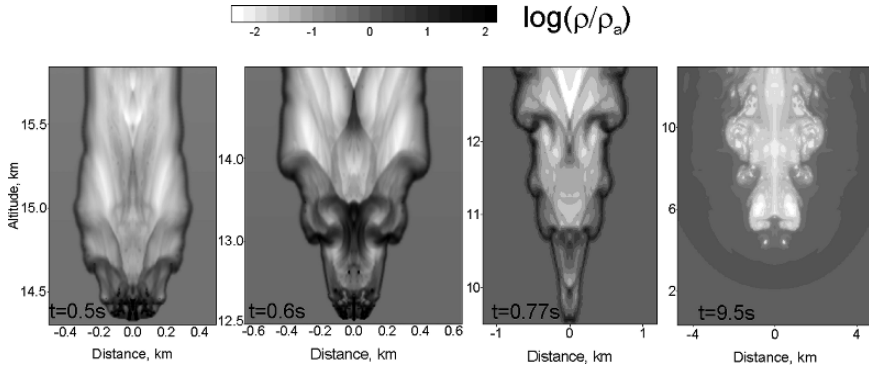 -2 -1 0 1 2
log(ρ/ρa)
Altitude, km
15.5
15.0
14.5
t=0.5s
-0.4 -0.2 0.0 0.2 0.4
Distance, km
14.0
13.0
12.5
t=0.6s
-0.6 -0.4 -0.2 0.0 0.2 0.4 0.6
Distance, km
12
11
10
t=0.77s
-1 0 1
Distance, km
10
6
2
t=9.5s
-4 0 4
Distance, km